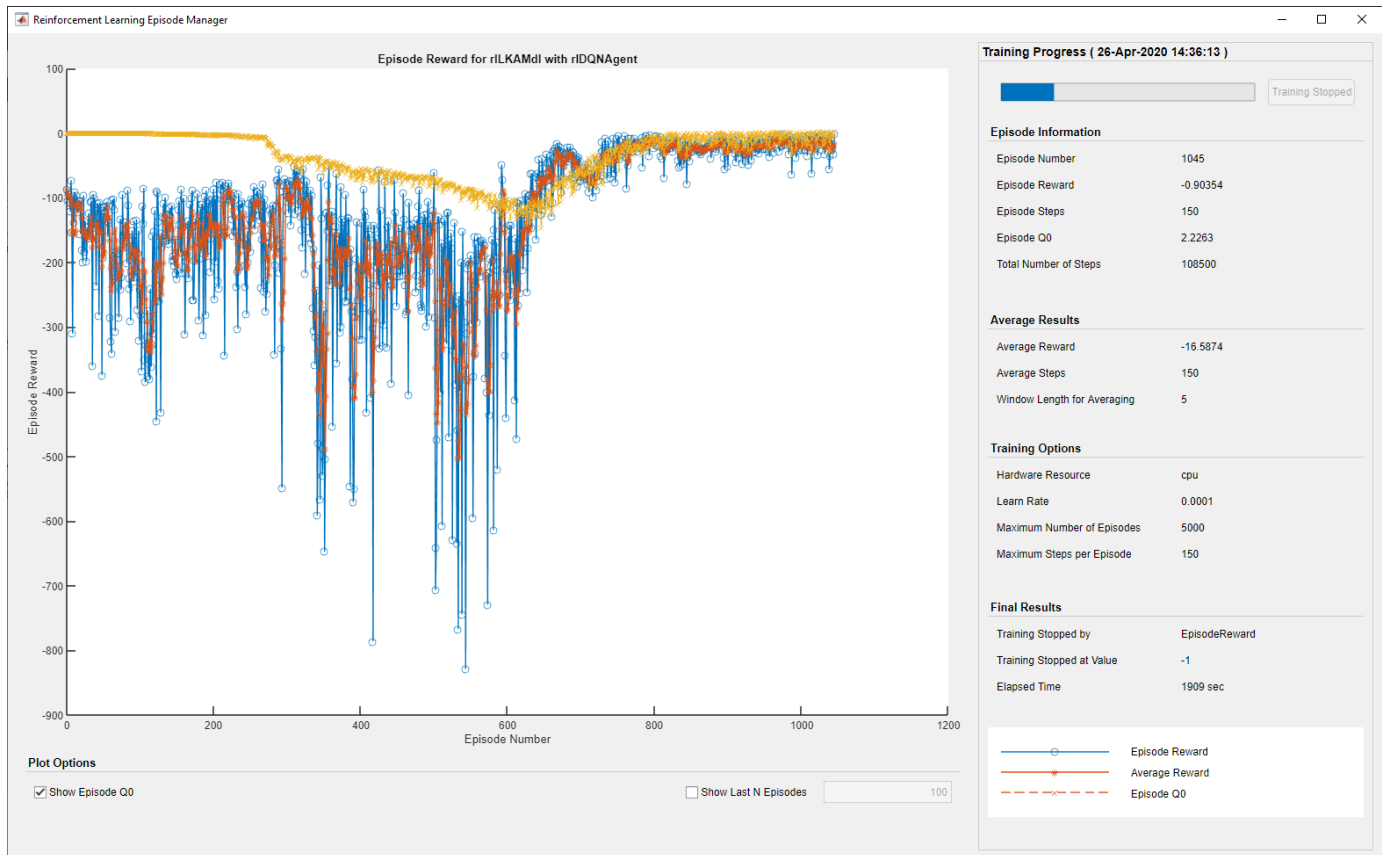 Reinforcement Learning Episode Manager
Episode Reward for rlLKAMdl with rlDQNAgent
100
0
-100
-200
-300
-400
-500
-600
-700
-800
-900
Episode Reward
0
200
400
600
800
1000
1200
Episode Number
Plot Options
Show Episode Q0
Show Last N Episodes
100
Training Progress ( 26-Apr-2020 14:36:13 )
Training Stopped
Episode Information
Episode Number 1045
Episode Reward -0.90354
Episode Steps 150
Episode Q0 2.2263
Total Number of Steps 108500
Average Results
Average Reward -16.5874
Average Steps 150
Window Length for Averaging 5
Training Options
Hardware Resource cpu
Learn Rate 0.0001
Maximum Number of Episodes 5000
Maximum Steps per Episode 150
Final Results
Training Stopped by EpisodeReward
Training Stopped at Value -1
Elapsed Time 1909 sec
Episode Reward
Average Reward
Episode Q0